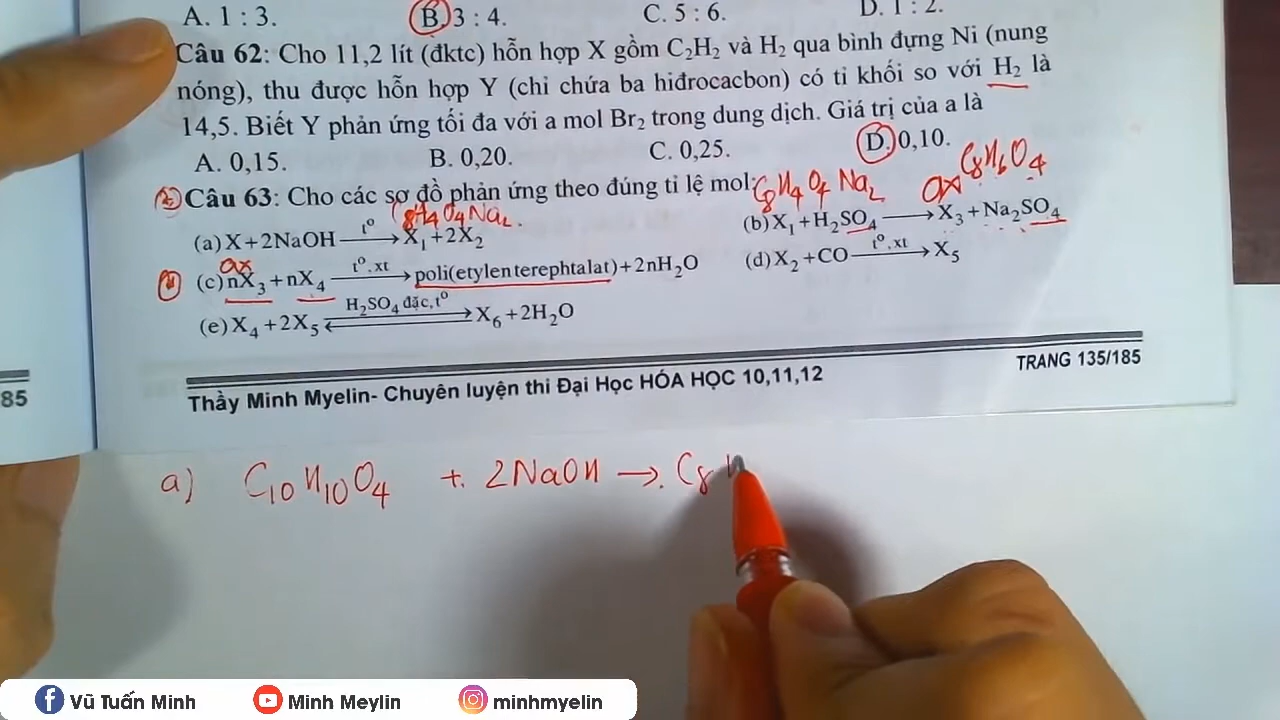 A. 1 : 3. B. 3 : 4. C. 5 : 6. D. 1 : 2.
Câu 62: Cho 11,2 lít (đktc) hỗn hợp X gồm C₂H₂ và H₂ qua bình đựng Ni (nung
nóng), thu được hỗn hợp Y (chỉ chứa ba hiđrocacbon) có tỉ khối so với H₂ là
14,5. Biết Y phản ứng tối đa với a mol Br₂ trong dung dịch. Giá trị của a là
A. 0,15. B. 0,20. C. 0,25. D. 0,10.
C₈H₆O₄
Câu 63: Cho các sơ đồ phản ứng theo đúng tỉ lệ mol: C₈H₄O₄Na₂ ax
C₈H₄O₄Na₂.
(a) X + 2NaOH —t°→ X₁ + 2X₂ (b) X₁ + H₂SO₄ → X₃ + Na₂SO₄
ax
(c) nX₃ + nX₄ —t°, xt→ poli(etylen terephtalat) + 2nH₂O (d) X₂ + CO —t°, xt→ X₅
(e) X₄ + 2X₅ ⇌ H₂SO₄ đặc, t° X₆ + 2H₂O
TRANG 135/185
85
Thầy Minh Myelin- Chuyên luyện thi Đại Học HÓA HỌC 10,11,12
a) C₁₀H₁₀O₄ + 2NaOH → C₈H
Vũ Tuấn Minh Minh Meylin minhmyelin